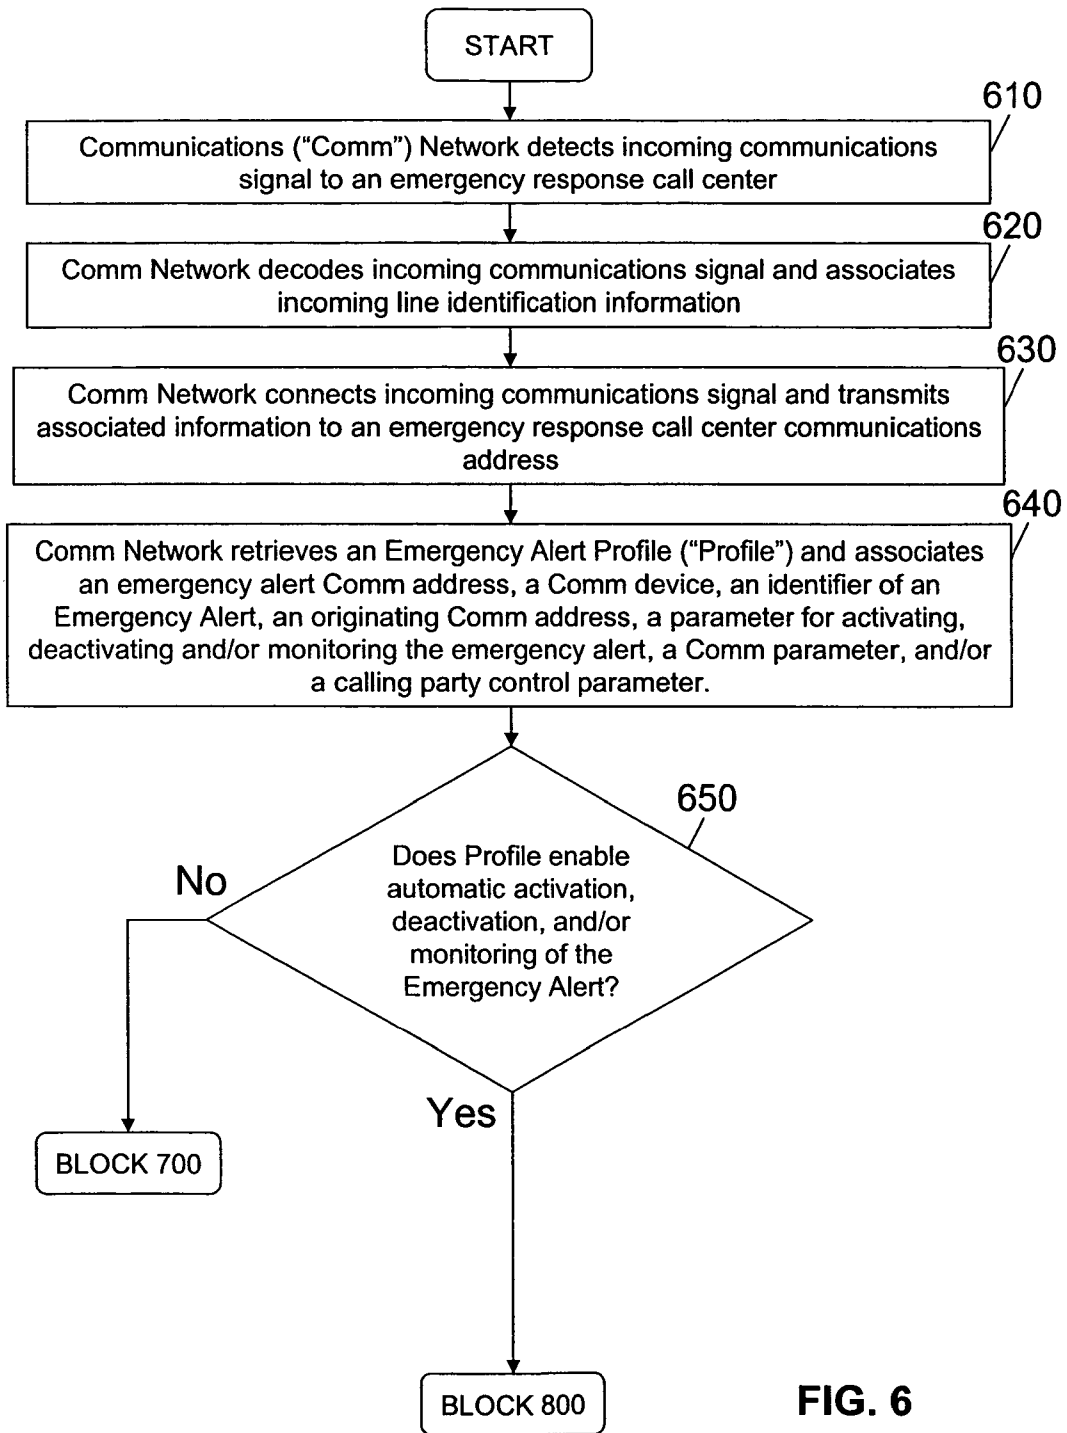 START
610
Communications (“Comm”) Network detects incoming communications
signal to an emergency response call center
620
Comm Network decodes incoming communications signal and associates
incoming line identification information
630
Comm Network connects incoming communications signal and transmits
associated information to an emergency response call center communications
address
640
Comm Network retrieves an Emergency Alert Profile (“Profile”) and associates
an emergency alert Comm address, a Comm device, an identifier of an
Emergency Alert, an originating Comm address, a parameter for activating,
deactivating and/or monitoring the emergency alert, a Comm parameter, and/or
a calling party control parameter.
650
Does Profile enable
automatic activation,
deactivation, and/or
monitoring of the
Emergency Alert?
No
Yes
BLOCK 700
BLOCK 800
FIG. 6